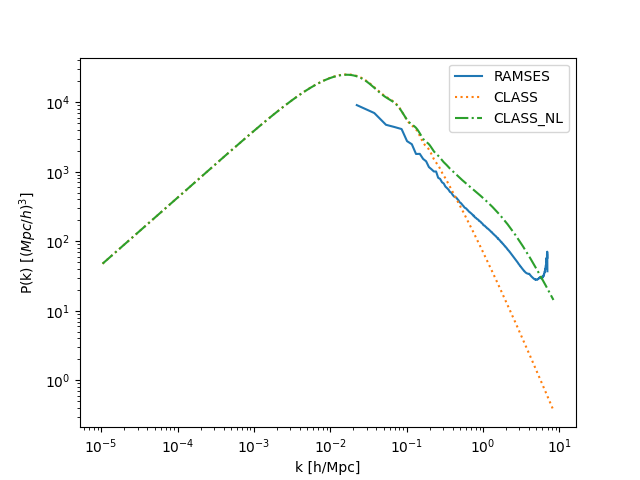 RAMSES
CLASS
CLASS_NL
10⁴
10³
10²
10¹
10⁰
P(k) [(Mpc/h)³]
10⁻⁵
10⁻⁴
10⁻³
10⁻²
10⁻¹
10⁰
10¹
k [h/Mpc]